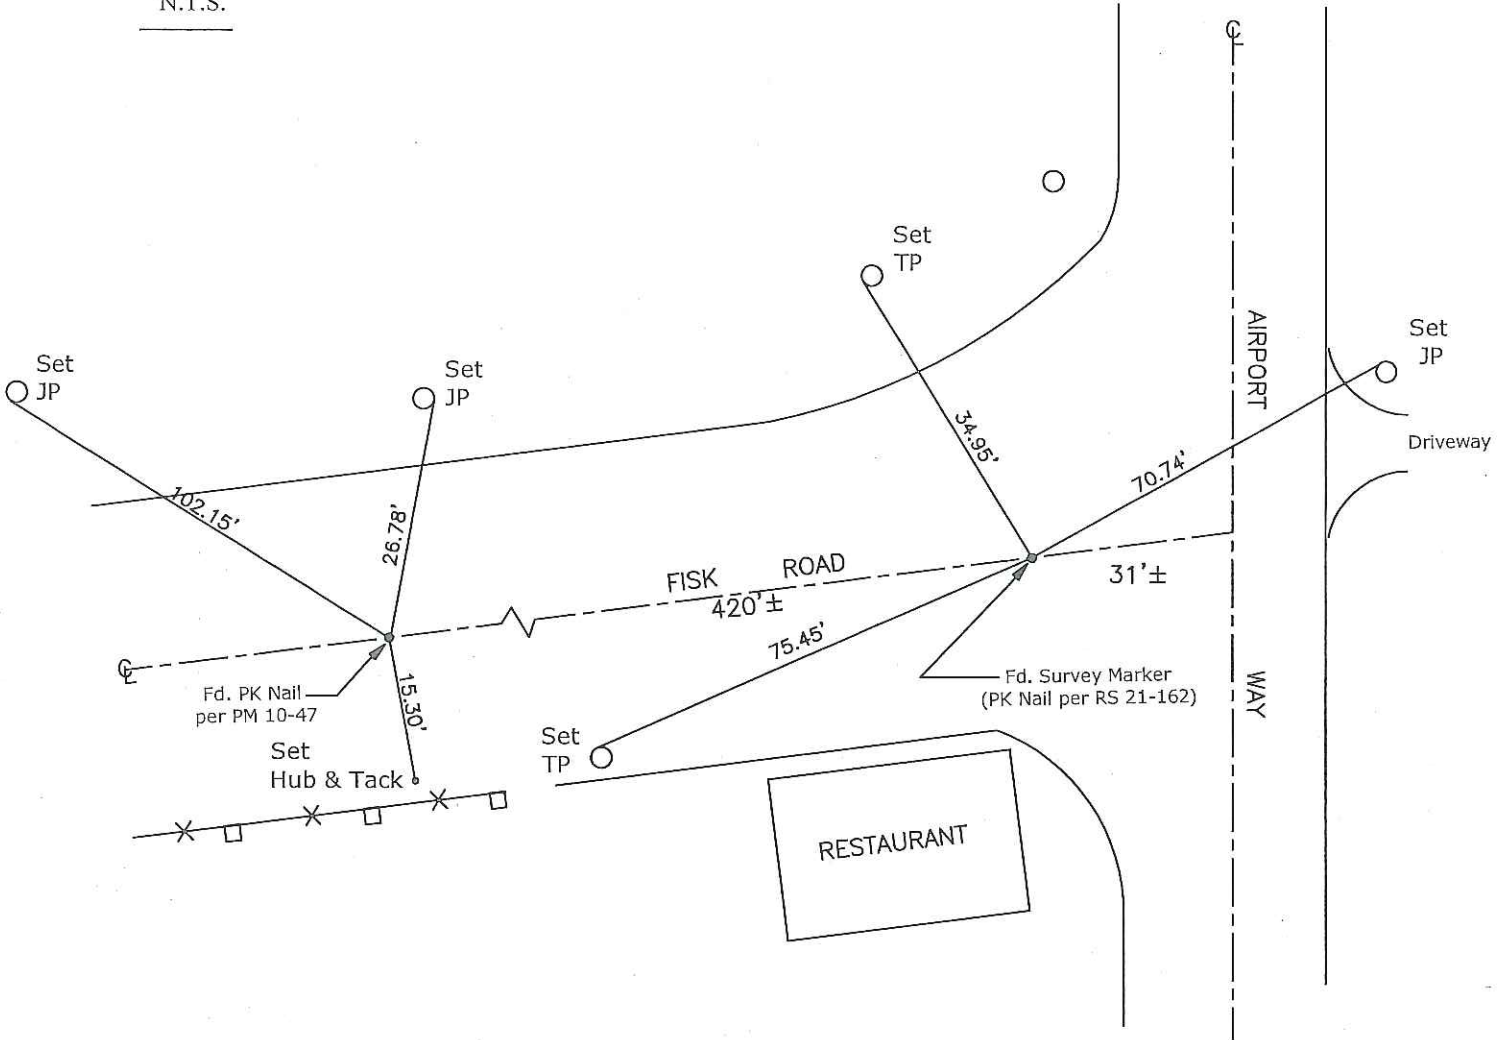 N.T.S.
℄
Set
TP
AIRPORT
Set
JP
Set
JP
Set
JP
34.95'
Driveway
70.74'
102.15'
26.78'
FISK ROAD
31'±
420'±
75.45'
℄
Fd. PK Nail
per PM 10-47
15.30'
Fd. Survey Marker
(PK Nail per RS 21-162)
WAY
Set
TP
Set
Hub & Tack
RESTAURANT